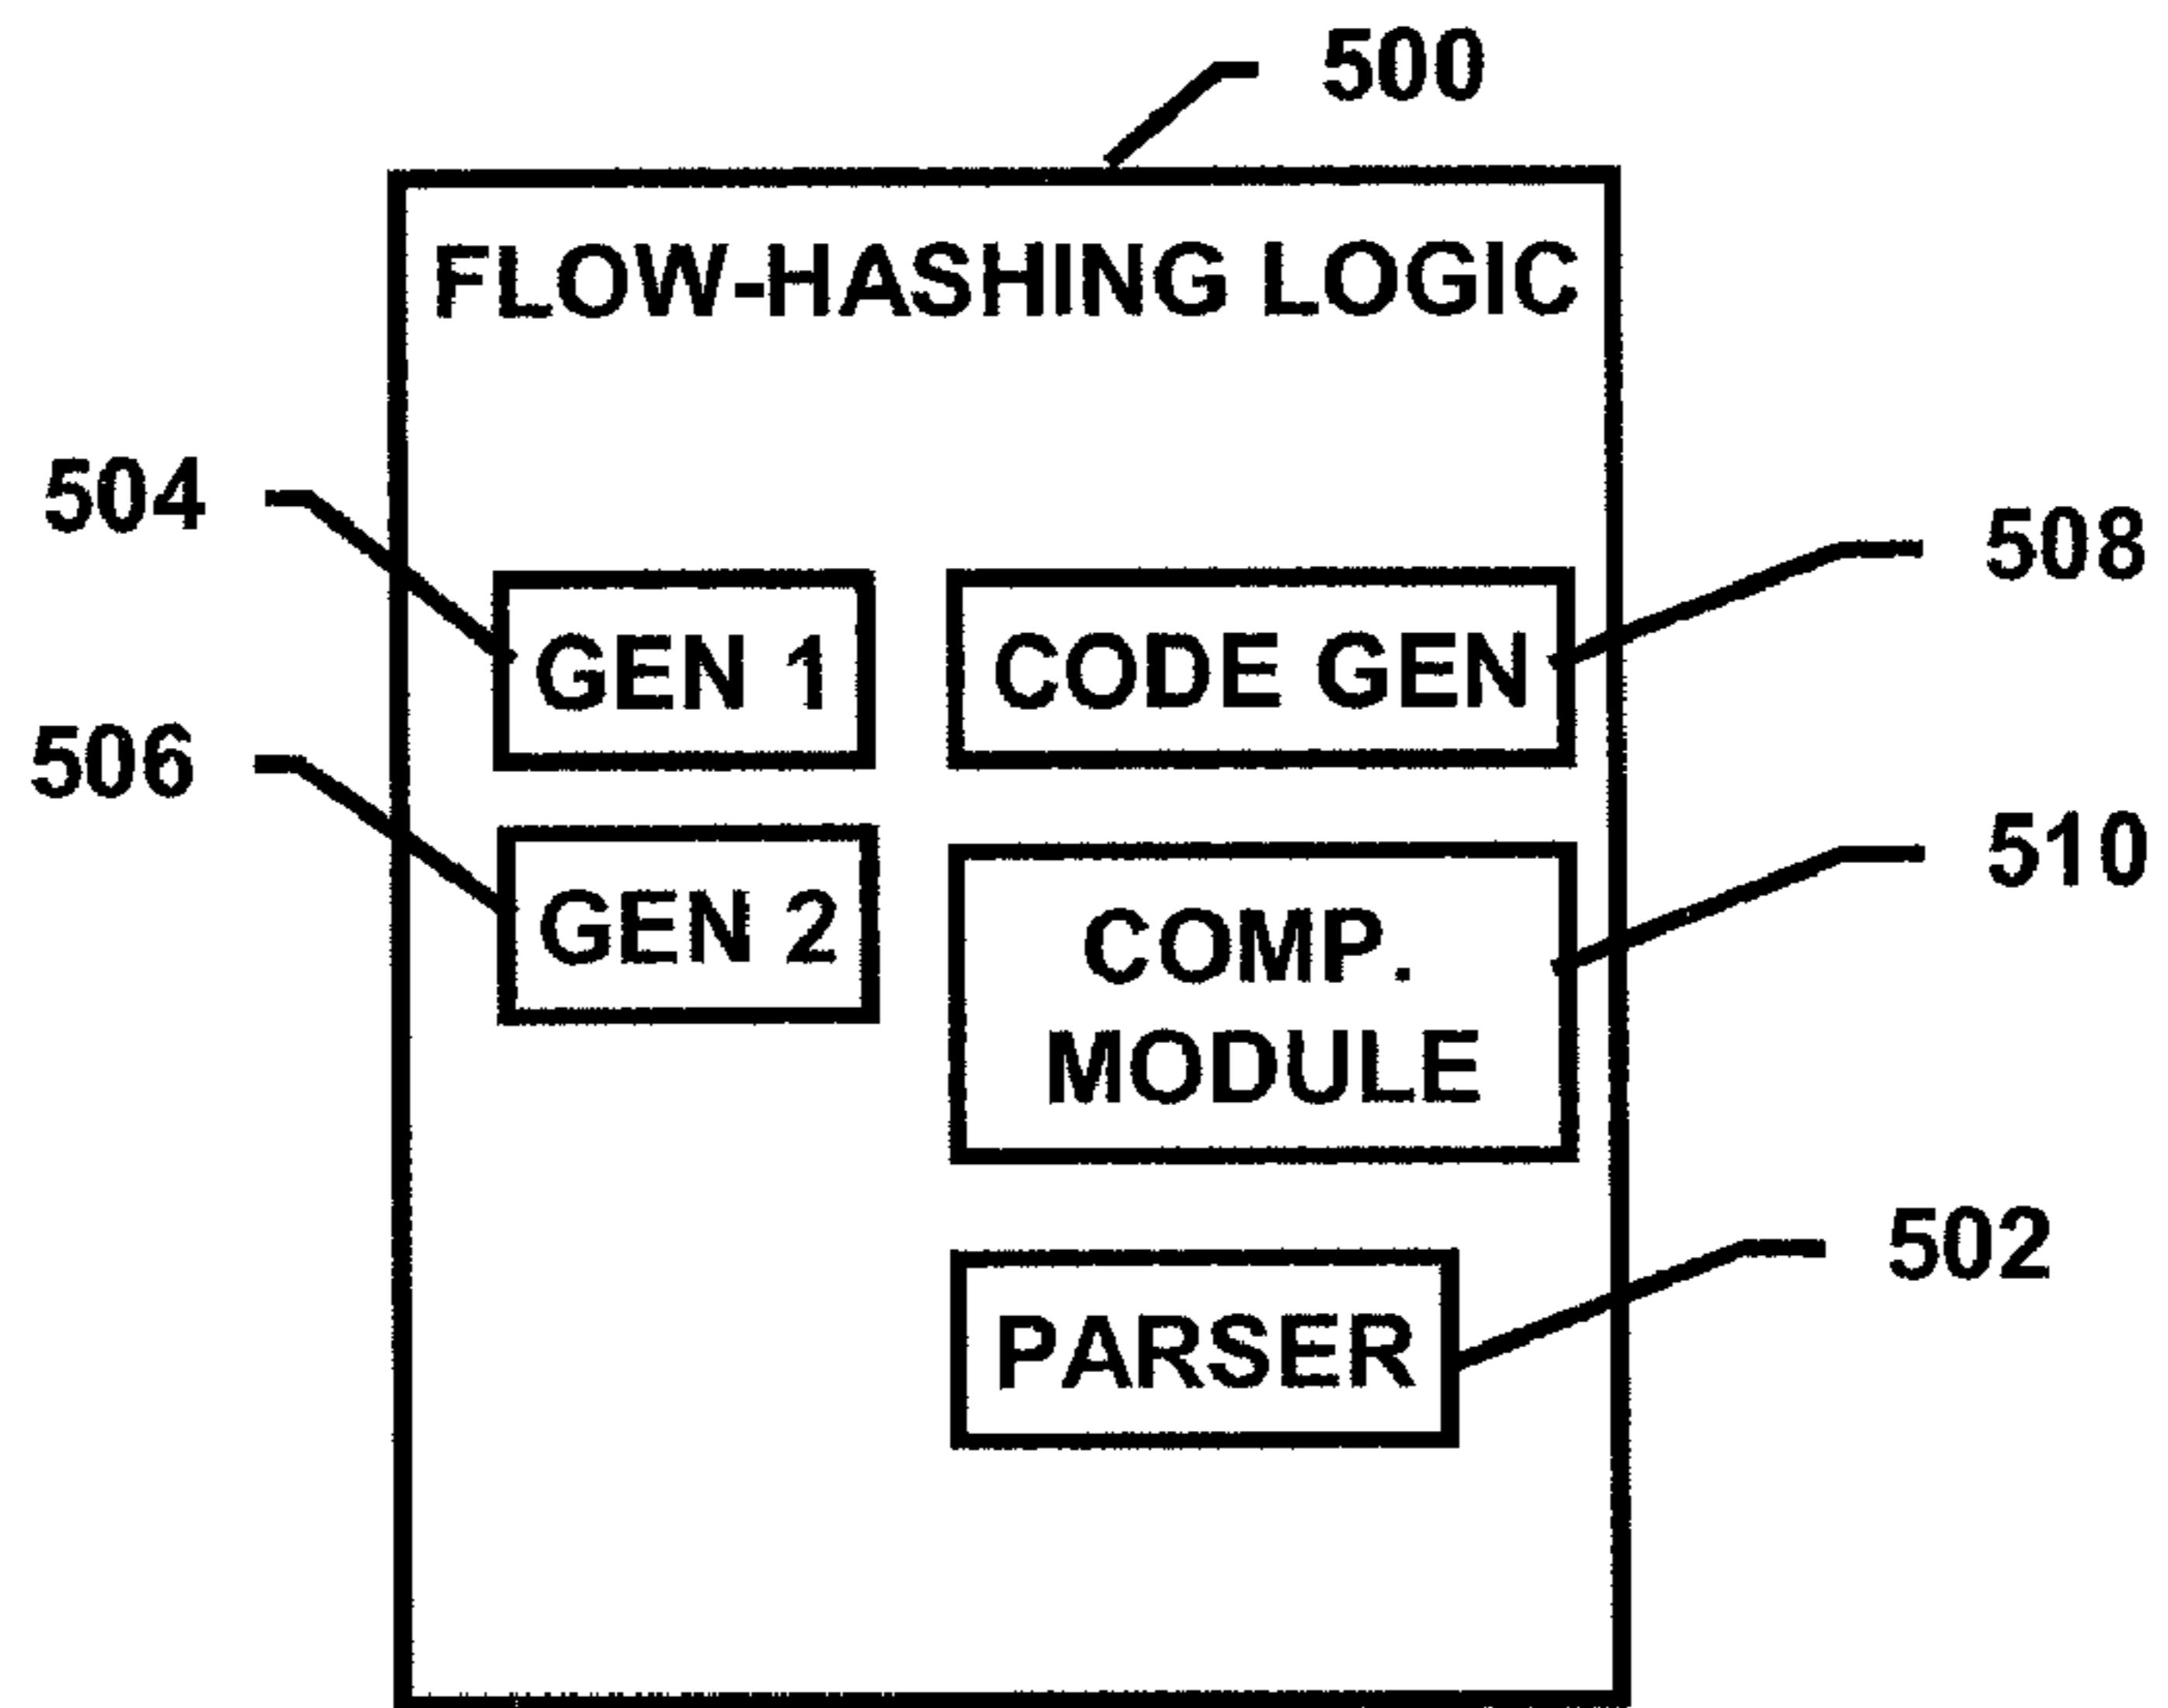 500
FLOW-HASHING LOGIC
504
508
GEN 1
CODE GEN
506
510
GEN 2
COMP.
MODULE
502
PARSER